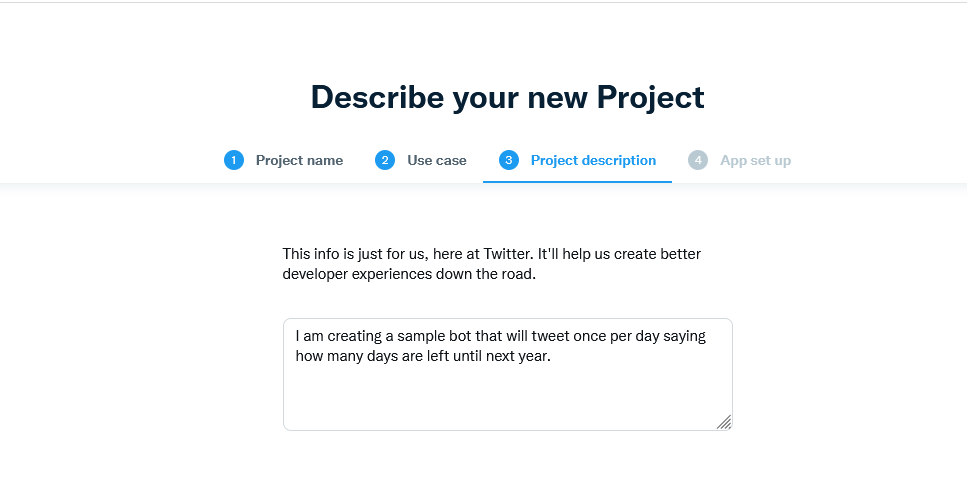 Describe your new Project
1 Project name 2 Use case 3 Project description 4 App set up
This info is just for us, here at Twitter. It'll help us create better
developer experiences down the road.
I am creating a sample bot that will tweet once per day saying
how many days are left until next year.